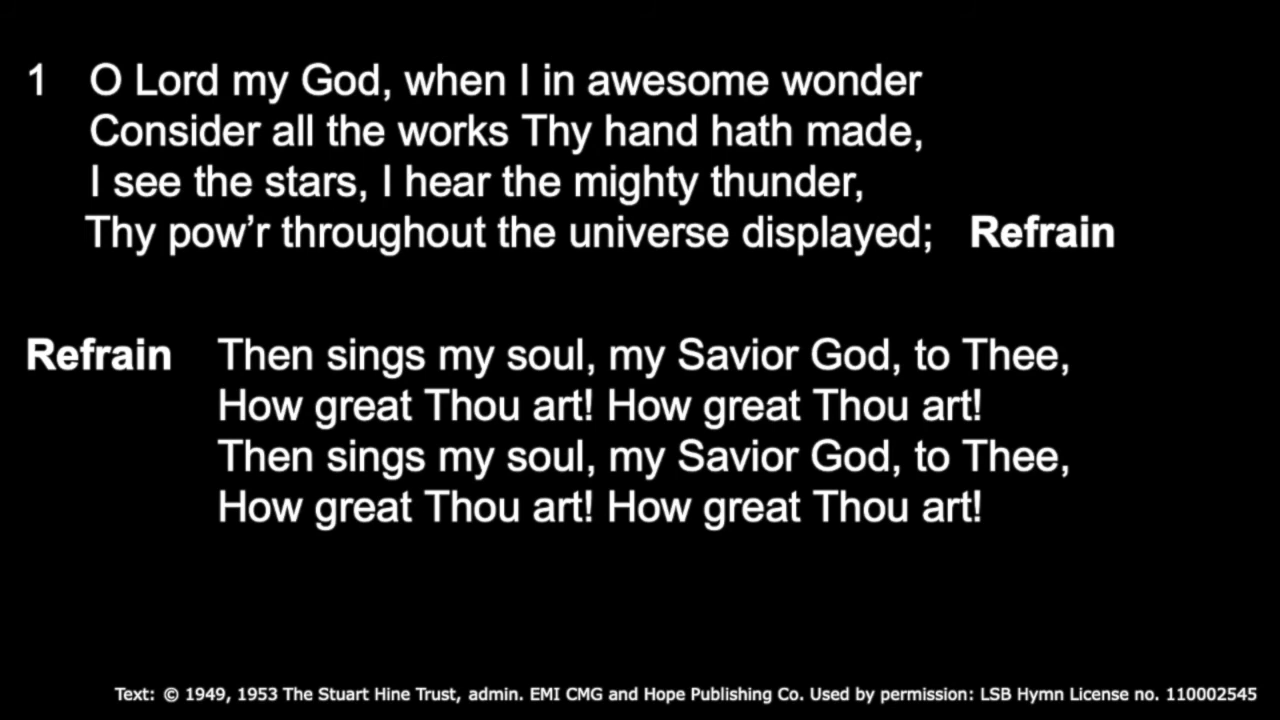 1 O Lord my God, when I in awesome wonder
Consider all the works Thy hand hath made,
I see the stars, I hear the mighty thunder,
Thy pow’r throughout the universe displayed; Refrain
Refrain Then sings my soul, my Savior God, to Thee,
How great Thou art! How great Thou art!
Then sings my soul, my Savior God, to Thee,
How great Thou art! How great Thou art!
Text: © 1949, 1953 The Stuart Hine Trust, admin. EMI CMG and Hope Publishing Co. Used by permission: LSB Hymn License no. 110002545